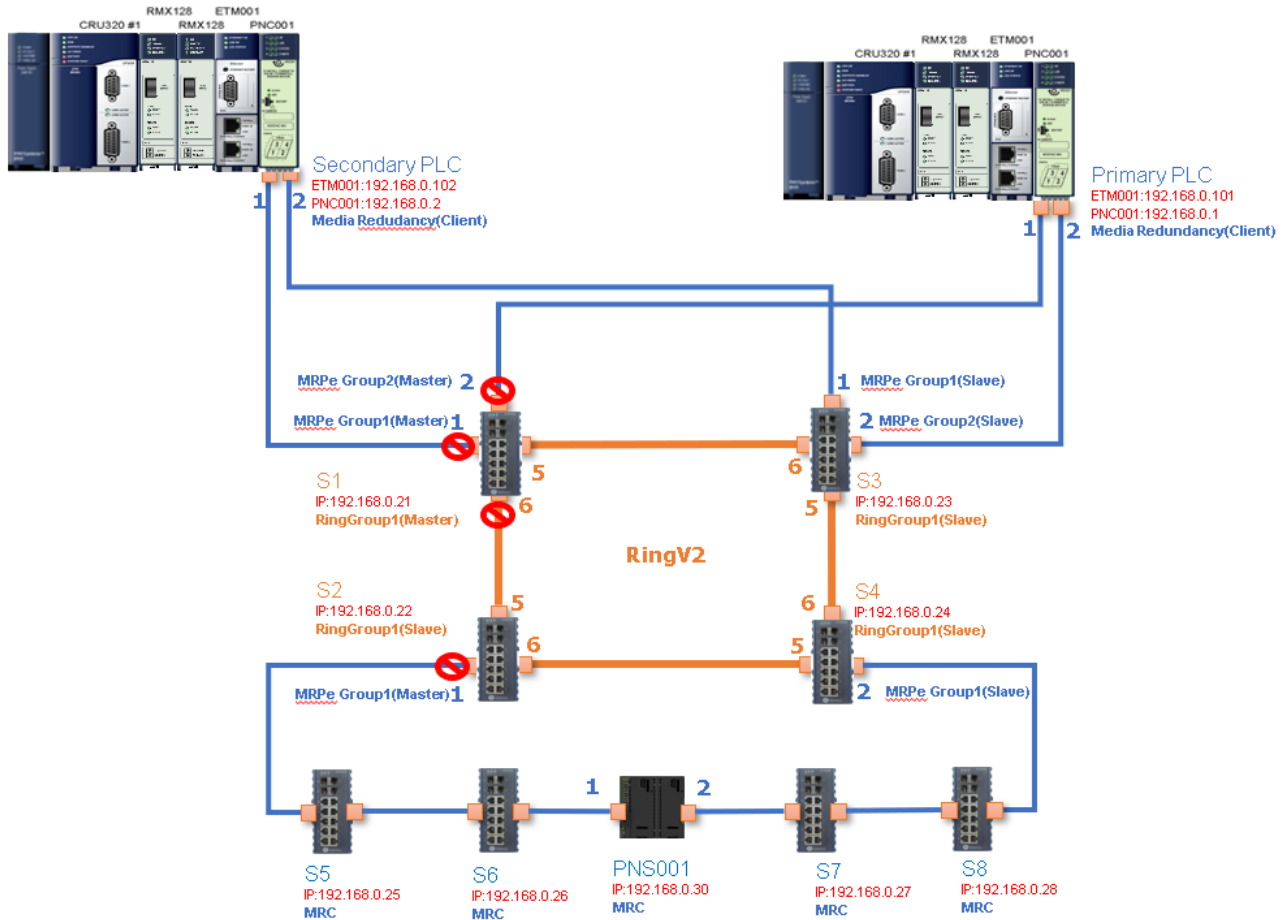 RMX128 ETM001
CRU320 #1 RMX128 PNC001
RMX128 ETM001
CRU320 #1 RMX128 PNC001
Secondary PLC
ETM001:192.168.0.102
PNC001:192.168.0.2
Media Redudancy(Client)
1 2
Primary PLC
ETM001:192.168.0.101
PNC001:192.168.0.1
Media Redundancy(Client)
1 2
MRPe Group2(Master) 2
MRPe Group1(Master) 1
1 MRPe Group1(Slave)
2 MRPe Group2(Slave)
5
6
S1
IP:192.168.0.21
RingGroup1(Master)
6
5
S3
IP:192.168.0.23
RingGroup1(Slave)
RingV2
S2
IP:192.168.0.22
RingGroup1(Slave)
5
6
S4
IP:192.168.0.24
RingGroup1(Slave)
6
5
MRPe Group1(Master) 1
2 MRPe Group1(Slave)
1 2
S5
IP:192.168.0.25
MRC
S6
IP:192.168.0.26
MRC
PNS001
IP:192.168.0.30
MRC
S7
IP:192.168.0.27
MRC
S8
IP:192.168.0.28
MRC